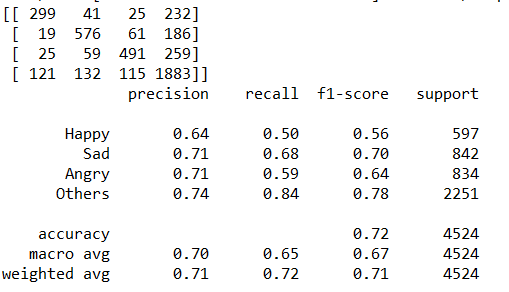 [[ 299 41 25 232]
[ 19 576 61 186]
[ 25 59 491 259]
[ 121 132 115 1883]]
precision recall f1-score support
Happy 0.64 0.50 0.56 597
Sad 0.71 0.68 0.70 842
Angry 0.71 0.59 0.64 834
Others 0.74 0.84 0.78 2251
accuracy 0.72 4524
macro avg 0.70 0.65 0.67 4524
weighted avg 0.71 0.72 0.71 4524